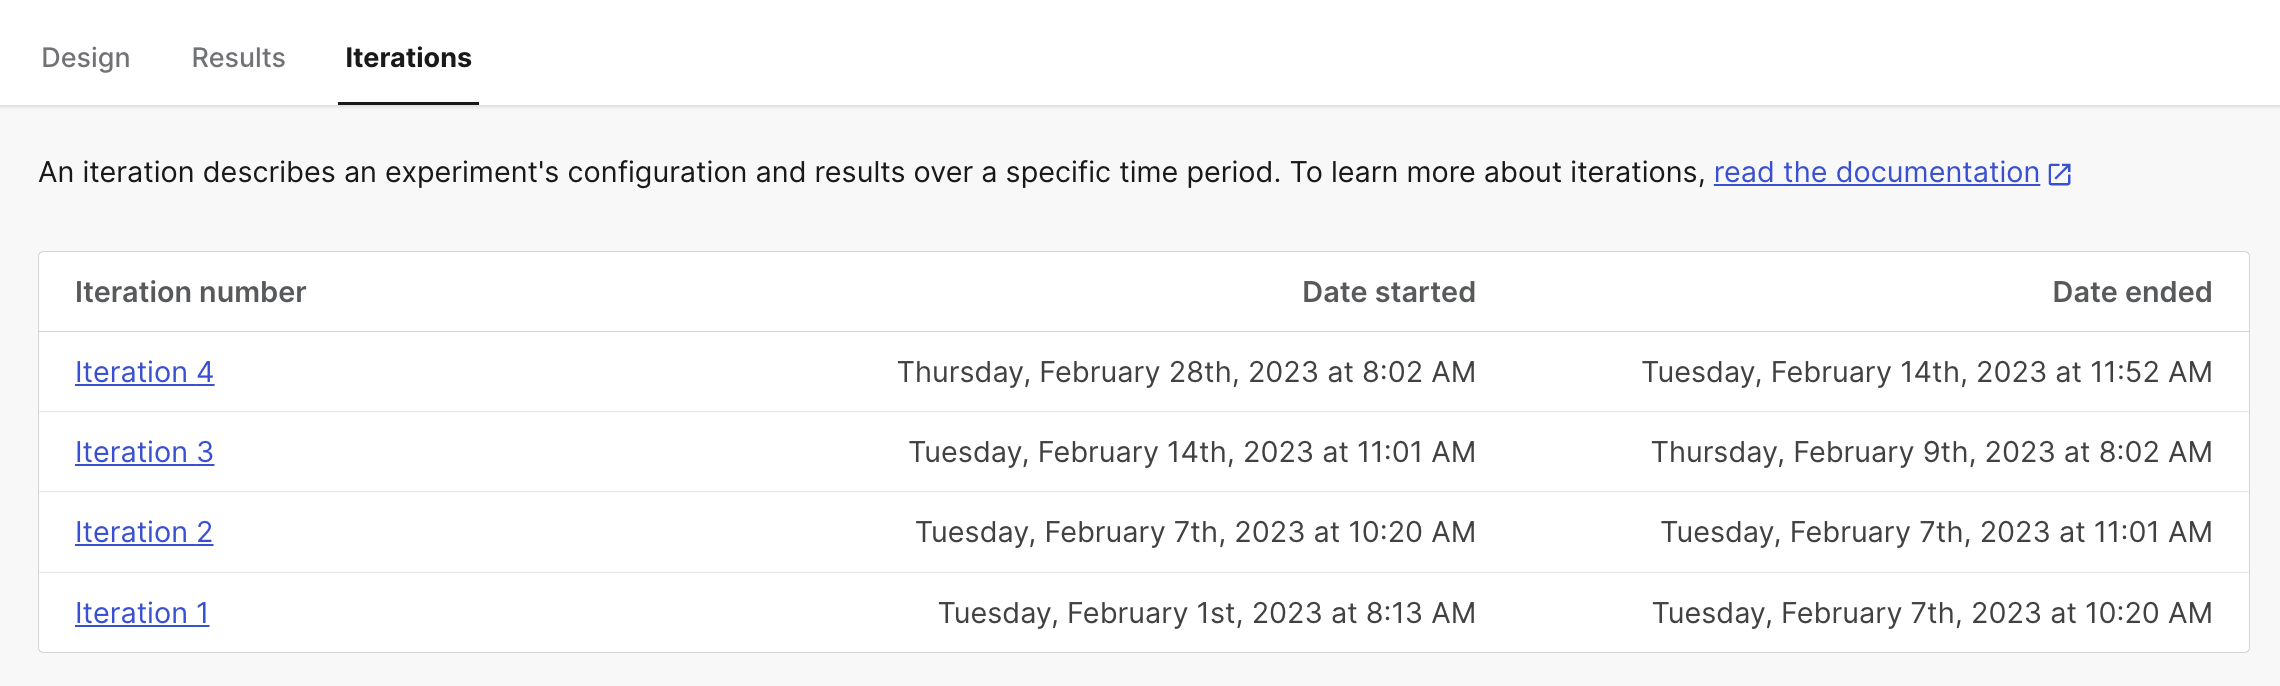 Design Results Iterations
An iteration describes an experiment's configuration and results over a specific time period. To learn more about iterations, read the documentation
Iteration number Date started Date ended
Iteration 4 Thursday, February 28th, 2023 at 8:02 AM Tuesday, February 14th, 2023 at 11:52 AM
Iteration 3 Tuesday, February 14th, 2023 at 11:01 AM Thursday, February 9th, 2023 at 8:02 AM
Iteration 2 Tuesday, February 7th, 2023 at 10:20 AM Tuesday, February 7th, 2023 at 11:01 AM
Iteration 1 Tuesday, February 1st, 2023 at 8:13 AM Tuesday, February 7th, 2023 at 10:20 AM